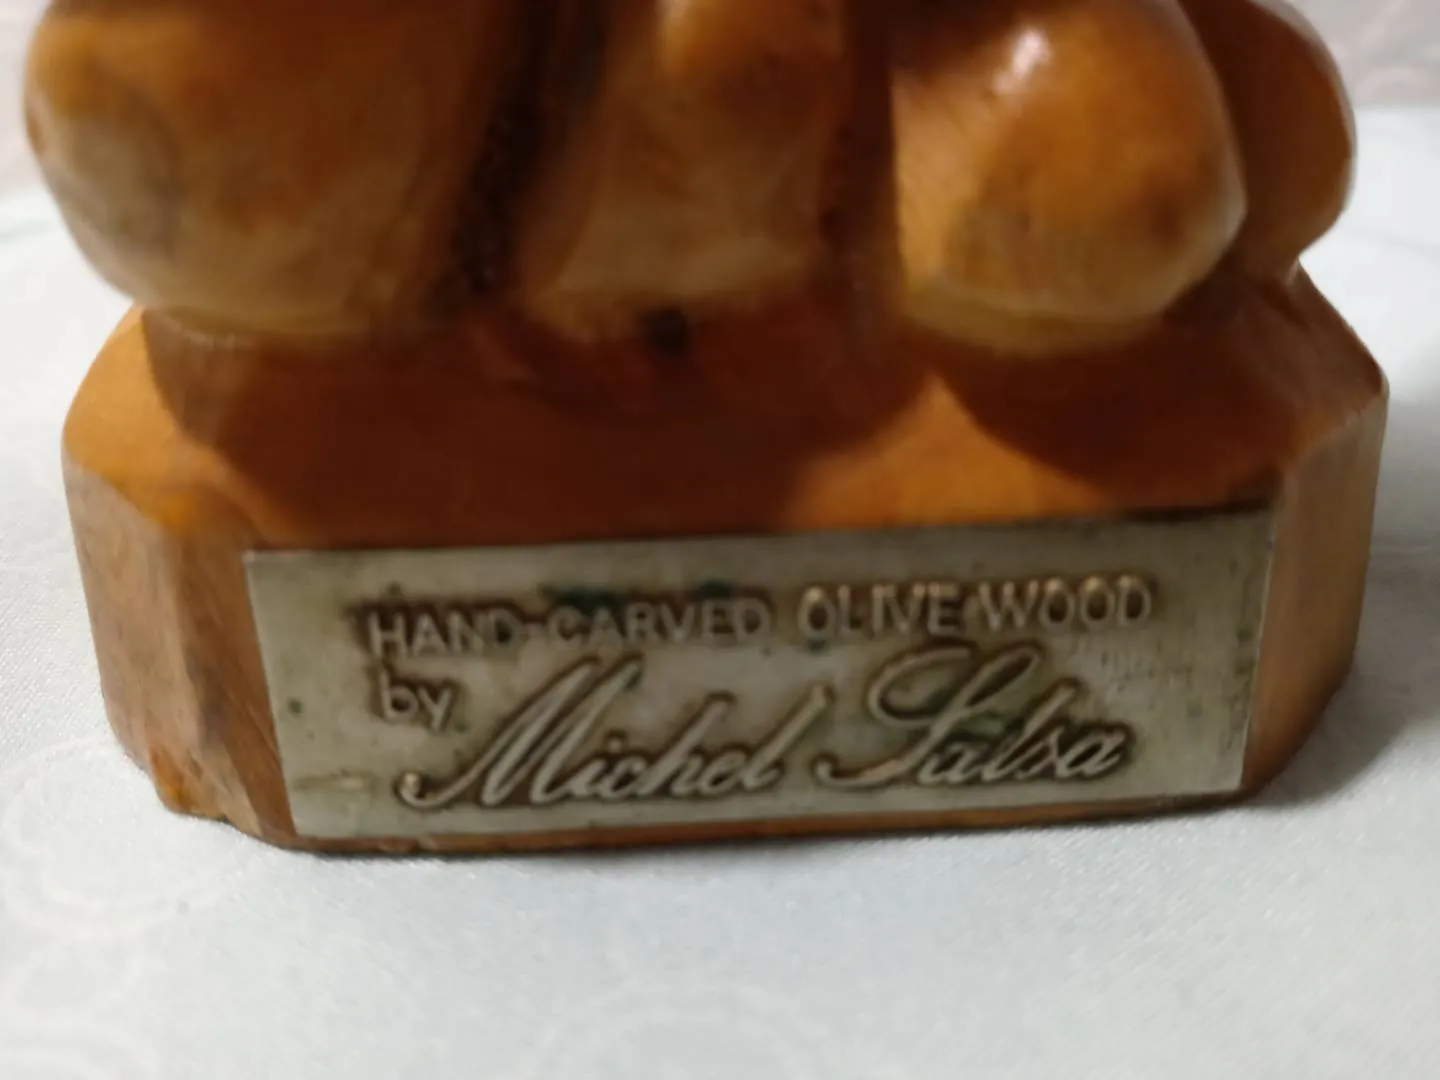 HAND-CARVED OLIVE WOOD
by Michel Salsa